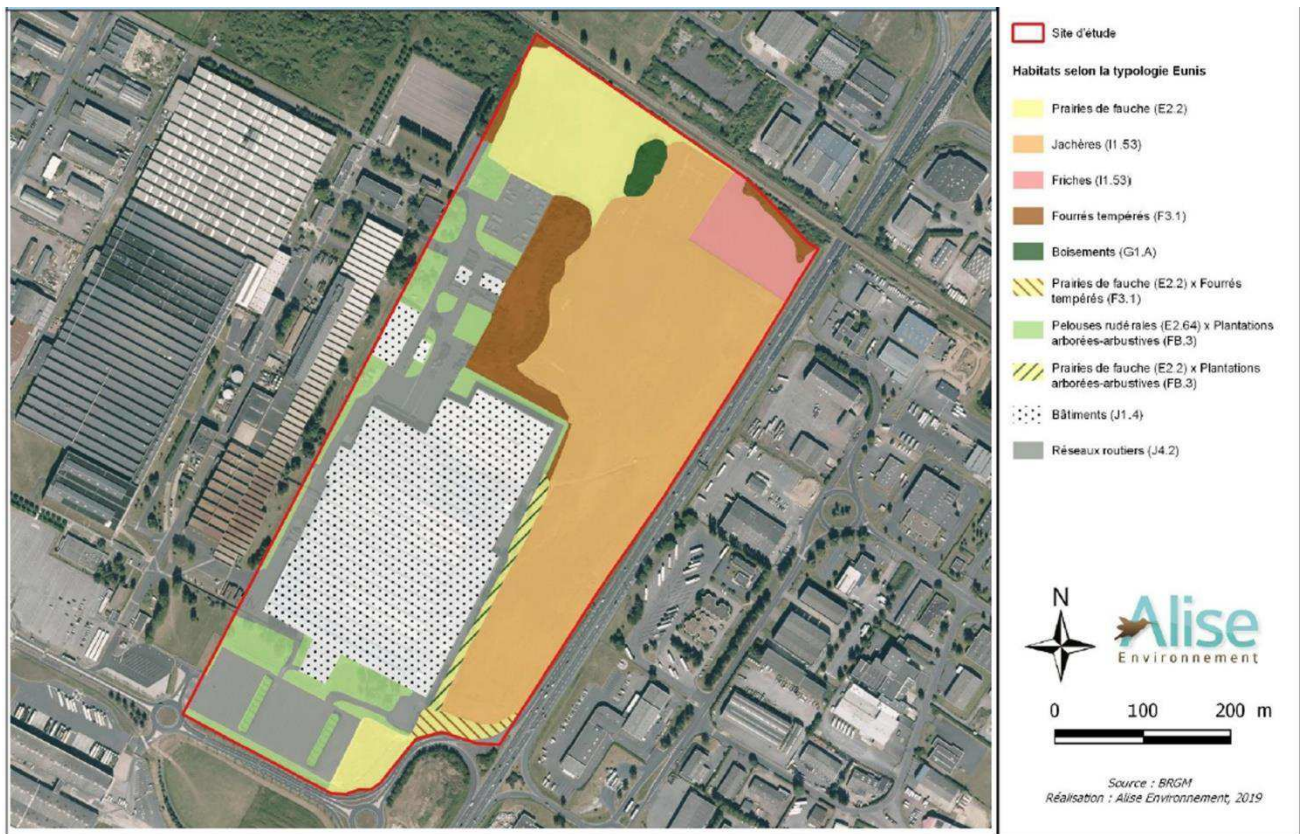 Site d'étude
Habitats selon la typologie Eunis
Prairies de fauche (E2.2)
Jachères (I1.53)
Friches (I1.53)
Fourrés tempérés (F3.1)
Boisements (G1.A)
Prairies de fauche (E2.2) x Fourrés
tempérés (F3.1)
Pelouses rudérales (E2.64) x Plantations
arborées-arbustives (FB.3)
Prairies de fauche (E2.2) x Plantations
arborées-arbustives (FB.3)
Bâtiments (J1.4)
Réseaux routiers (J4.2)
N
Alise
Environnement
0 100 200 m
Source : BRGM
Réalisation : Alise Environnement, 2019